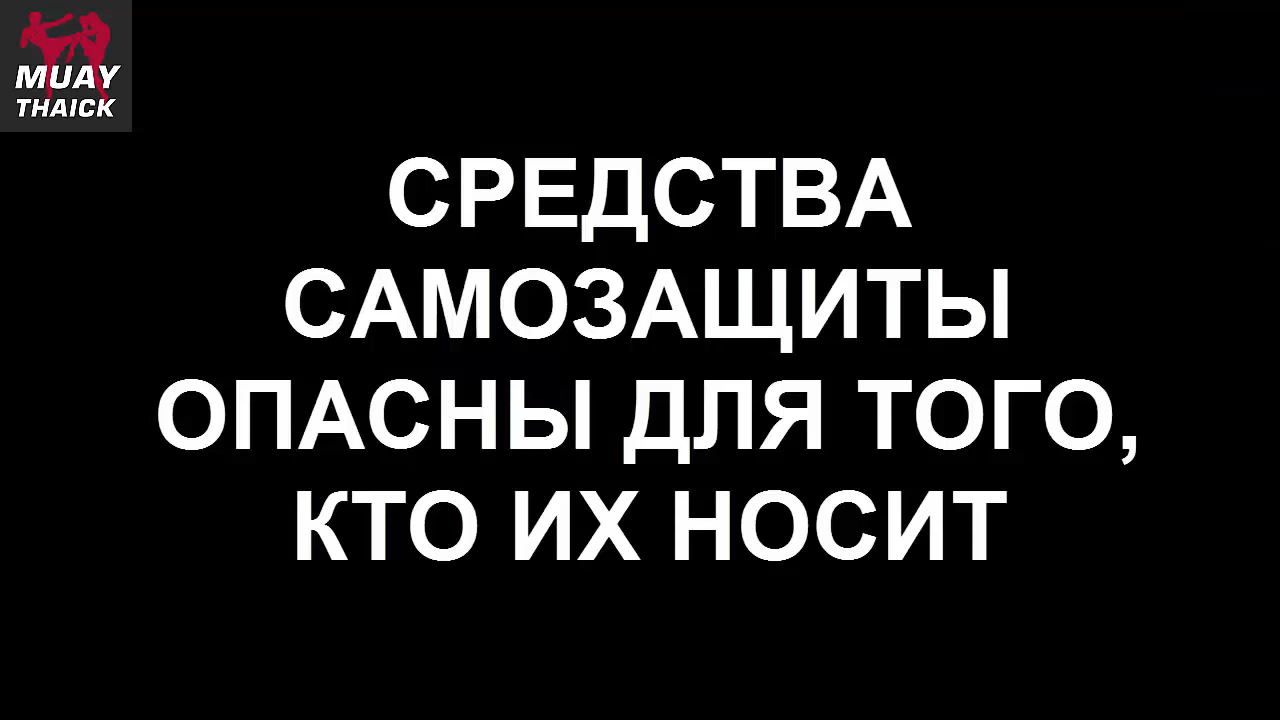 MUAY
THAICK
СРЕДСТВА
САМОЗАЩИТЫ
ОПАСНЫ ДЛЯ ТОГО,
КТО ИХ НОСИТ